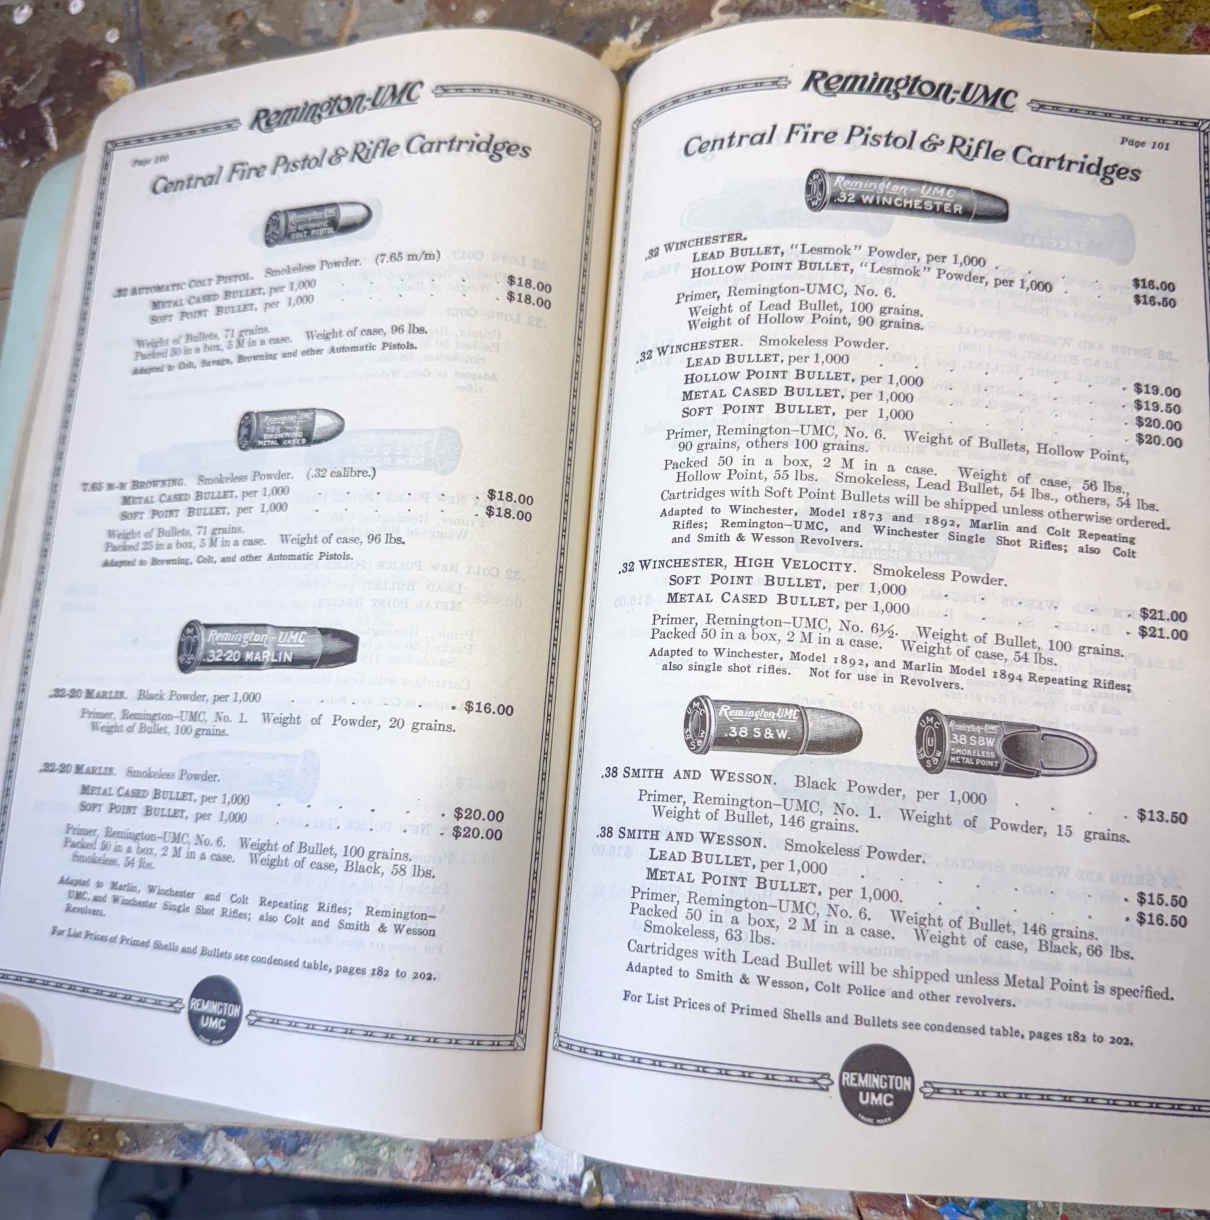 Remington-UMC
Page 100
Central Fire Pistol & Rifle Cartridges
Remington-UMC
COLT PISTOL
.32 AUTOMATIC COLT PISTOL. Smokeless Powder. (7.65 m/m)
METAL CASED BULLET, per 1,000 . . . . . $18.00
SOFT POINT BULLET, per 1,000 . . . . . $18.00
Weight of Bullets, 71 grains.
Packed 50 in a box, 5 M in a case. Weight of case, 96 lbs.
Adapted to Colt, Savage, Browning and other Automatic Pistols.
BROWNING
METAL CASED
7.65 M-M BROWNING. Smokeless Powder. (.32 calibre.)
METAL CASED BULLET, per 1,000 . . . . . $18.00
SOFT POINT BULLET, per 1,000 . . . . . $18.00
Weight of Bullets, 71 grains.
Packed 25 in a box, 5 M in a case. Weight of case, 96 lbs.
Adapted to Browning, Colt, and other Automatic Pistols.
Remington-UMC
.32-20 MARLIN
.32-20 MARLIN. Black Powder, per 1,000 . . . . . $16.00
Primer, Remington-UMC, No. 1. Weight of Powder, 20 grains.
Weight of Bullet, 100 grains.
.32-20 MARLIN. Smokeless Powder.
METAL CASED BULLET, per 1,000 . . . . . $20.00
SOFT POINT BULLET, per 1,000 . . . . . $20.00
Primer, Remington-UMC, No. 6. Weight of Bullet, 100 grains.
Packed 50 in a box, 2 M in a case. Weight of case, Black, 58 lbs.
Smokeless, 54 lbs.
Adapted to Marlin, Winchester and Colt Repeating Rifles; Remington-
UMC, and Winchester Single Shot Rifles; also Colt and Smith & Wesson
Revolvers.
For List Prices of Primed Shells and Bullets see condensed table, pages 182 to 202.
REMINGTON
UMC
Remington-UMC
Page 101
Central Fire Pistol & Rifle Cartridges
Remington-UMC
.32 WINCHESTER
.32 WINCHESTER.
LEAD BULLET, "Lesmok" Powder, per 1,000 . . . $16.00
HOLLOW POINT BULLET, "Lesmok" Powder, per 1,000 . . $16.50
Primer, Remington-UMC, No. 6.
Weight of Lead Bullet, 100 grains.
Weight of Hollow Point, 90 grains.
.32 WINCHESTER. Smokeless Powder.
LEAD BULLET, per 1,000 . . . . . $19.00
HOLLOW POINT BULLET, per 1,000 . . . . . $19.50
METAL CASED BULLET, per 1,000 . . . . . $20.00
SOFT POINT BULLET, per 1,000 . . . . . $20.00
Primer, Remington-UMC, No. 6. Weight of Bullets, Hollow Point,
90 grains, others 100 grains.
Packed 50 in a box, 2 M in a case. Weight of case, 56 lbs.,
Hollow Point, 55 lbs. Smokeless, Lead Bullet, 54 lbs., others, 54 lbs.
Cartridges with Soft Point Bullets will be shipped unless otherwise ordered.
Adapted to Winchester, Model 1873 and 1892, Marlin and Colt Repeating
Rifles; Remington-UMC, and Winchester Single Shot Rifles; also Colt
and Smith & Wesson Revolvers.
.32 WINCHESTER, HIGH VELOCITY. Smokeless Powder.
SOFT POINT BULLET, per 1,000 . . . . . $21.00
METAL CASED BULLET, per 1,000 . . . . . $21.00
Primer, Remington-UMC, No. 6½. Weight of Bullet, 100 grains.
Packed 50 in a box, 2 M in a case. Weight of case, 54 lbs.
Adapted to Winchester, Model 1892, and Marlin Model 1894 Repeating Rifles;
also single shot rifles. Not for use in Revolvers.
Remington-UMC
.38 S&W.
Remington-UMC
38 S&W
SMOKELESS
METAL POINT
.38 SMITH AND WESSON. Black Powder, per 1,000 . . . . $13.50
Primer, Remington-UMC, No. 1. Weight of Powder, 15 grains.
Weight of Bullet, 146 grains.
.38 SMITH AND WESSON. Smokeless Powder.
LEAD BULLET, per 1,000 . . . . . $15.50
METAL POINT BULLET, per 1,000. . . . . $16.50
Primer, Remington-UMC, No. 6. Weight of Bullet, 146 grains.
Packed 50 in a box, 2 M in a case. Weight of case, Black, 66 lbs.
Smokeless, 63 lbs.
Cartridges with Lead Bullet will be shipped unless Metal Point is specified.
Adapted to Smith & Wesson, Colt Police and other revolvers.
For List Prices of Primed Shells and Bullets see condensed table, pages 182 to 202.
REMINGTON
UMC
TRADE MARK